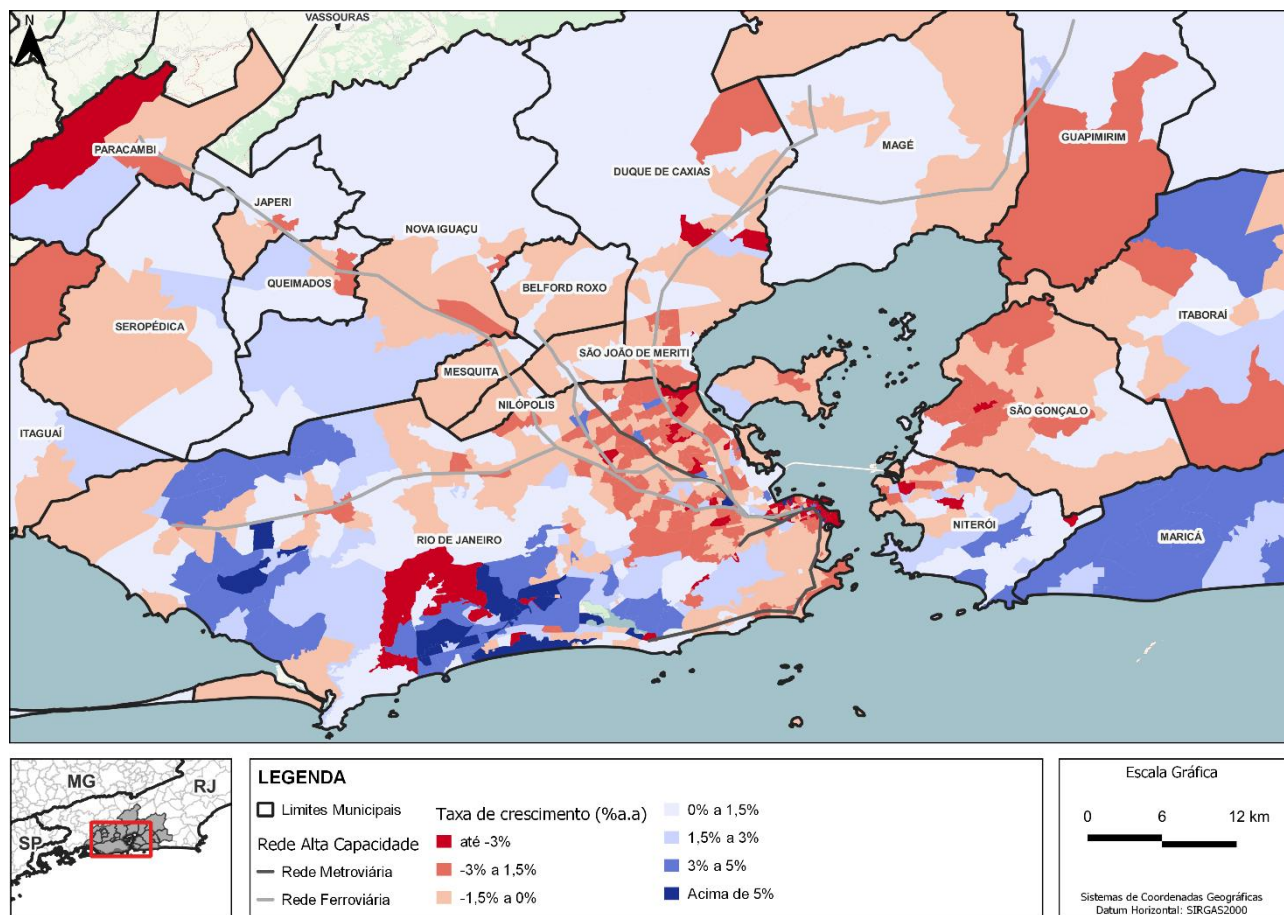 N
VASSOURAS
PARACAMBI
GUAPIMIRIM
MAGÉ
DUQUE DE CAXIAS
JAPERI
NOVA IGUAÇU
QUEIMADOS
BELFORD ROXO
SEROPÉDICA
ITABORAÍ
SÃO JOÃO DE MERITI
MESQUITA
NILÓPOLIS
SÃO GONÇALO
ITAGUAÍ
NITERÓI
RIO DE JANEIRO
MARICÁ
MG
RJ
SP
LEGENDA
Limites Municipais
Rede Alta Capacidade
Rede Metroviária
Rede Ferroviária
Taxa de crescimento (%a.a)
até -3%
-3% a 1,5%
-1,5% a 0%
0% a 1,5%
1,5% a 3%
3% a 5%
Acima de 5%
Escala Gráfica
0 6 12 km
Sistemas de Coordenadas Geográficas
Datum Horizontal: SIRGAS2000